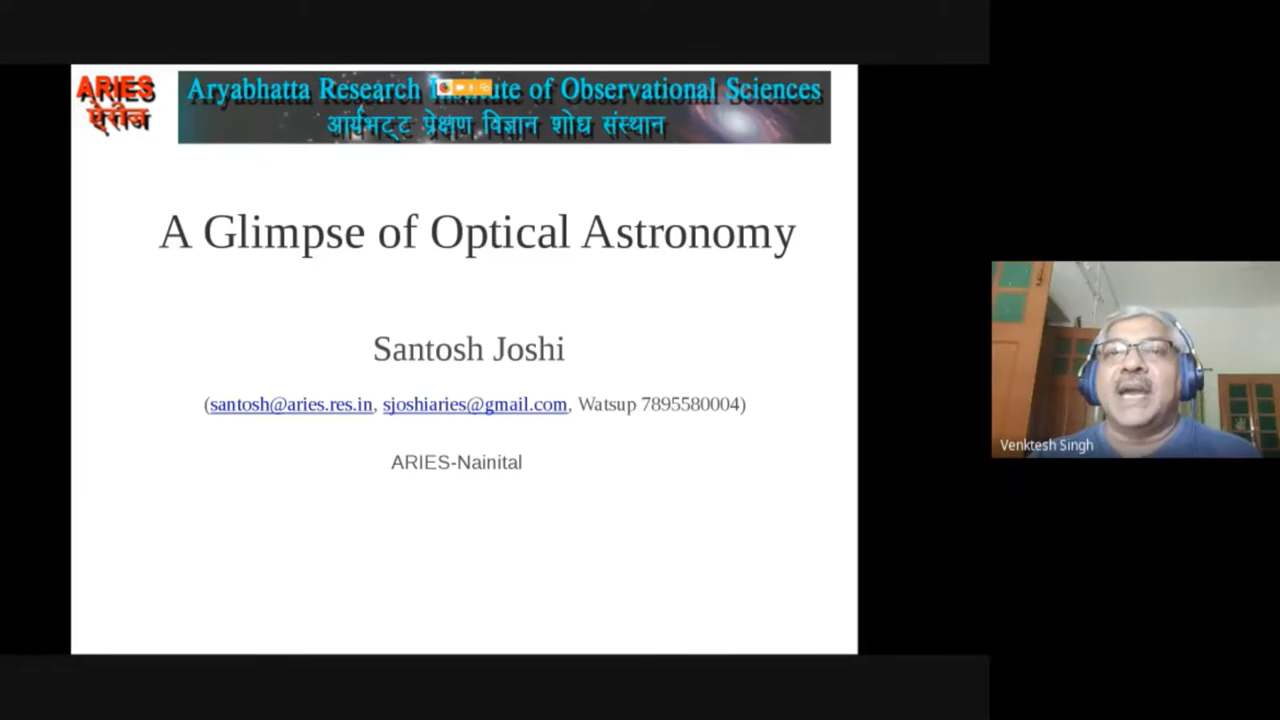 ARIES
ऐरीज
Aryabhatta Research Institute of Observational Sciences
आर्यभट्ट प्रेक्षण विज्ञान शोध संस्थान
A Glimpse of Optical Astronomy
Santosh Joshi
(santosh@aries.res.in, sjoshiaries@gmail.com, Watsup 7895580004)
ARIES-Nainital
Venktesh Singh